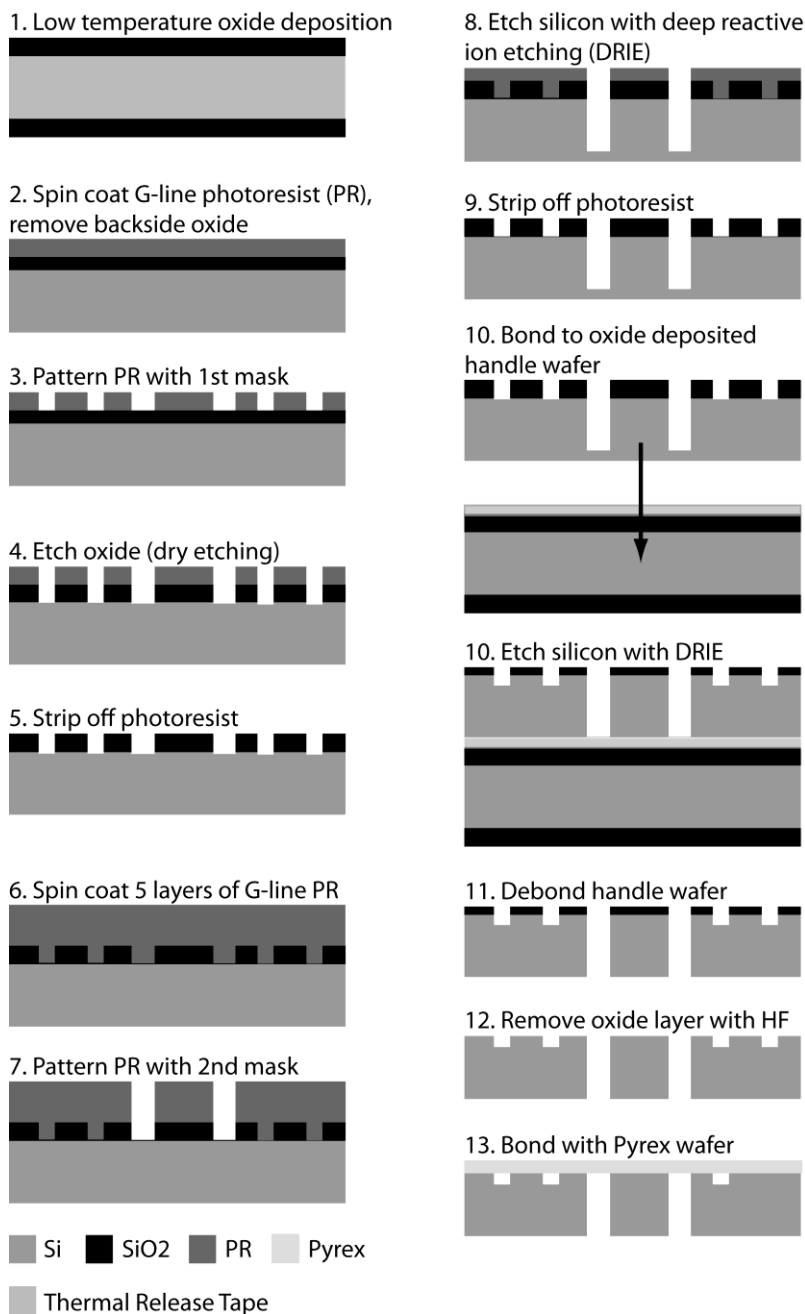 1. Low temperature oxide deposition
2. Spin coat G-line photoresist (PR),
remove backside oxide
3. Pattern PR with 1st mask
4. Etch oxide (dry etching)
5. Strip off photoresist
6. Spin coat 5 layers of G-line PR
7. Pattern PR with 2nd mask
8. Etch silicon with deep reactive
ion etching (DRIE)
9. Strip off photoresist
10. Bond to oxide deposited
handle wafer
10. Etch silicon with DRIE
11. Debond handle wafer
12. Remove oxide layer with HF
13. Bond with Pyrex wafer
Si SiO2 PR Pyrex
Thermal Release Tape